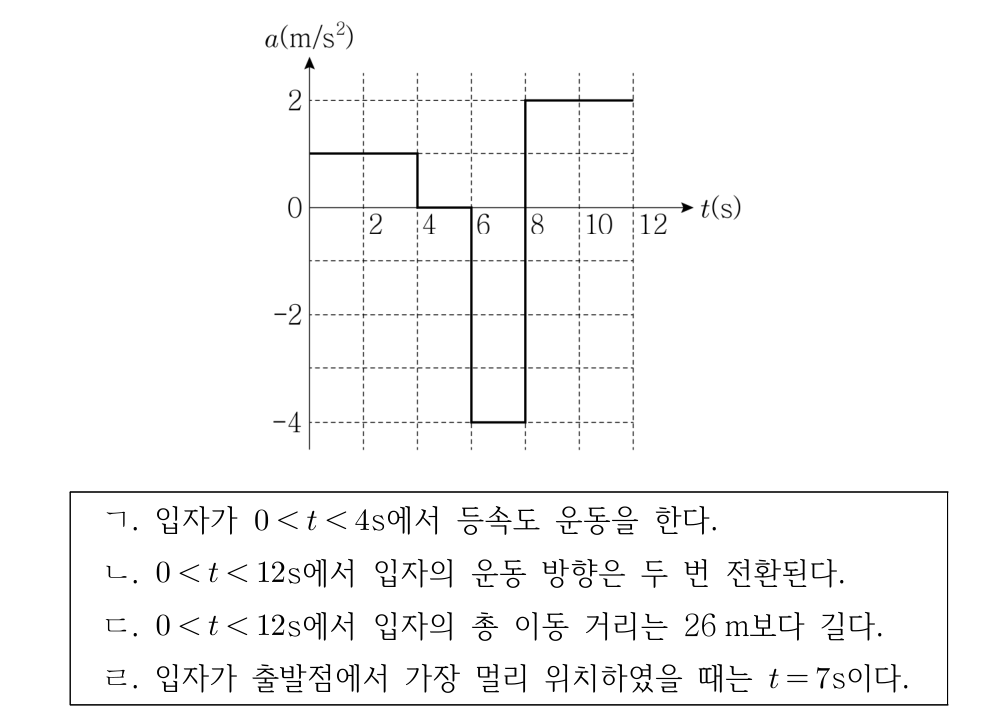 a(m/s²)
2
0
2 4 6 8 10 12
t(s)
-2
-4
ㄱ. 입자가 0 < t < 4s에서 등속도 운동을 한다.
ㄴ. 0 < t < 12s에서 입자의 운동 방향은 두 번 전환된다.
ㄷ. 0 < t < 12s에서 입자의 총 이동 거리는 26 m보다 길다.
ㄹ. 입자가 출발점에서 가장 멀리 위치하였을 때는 t = 7s이다.